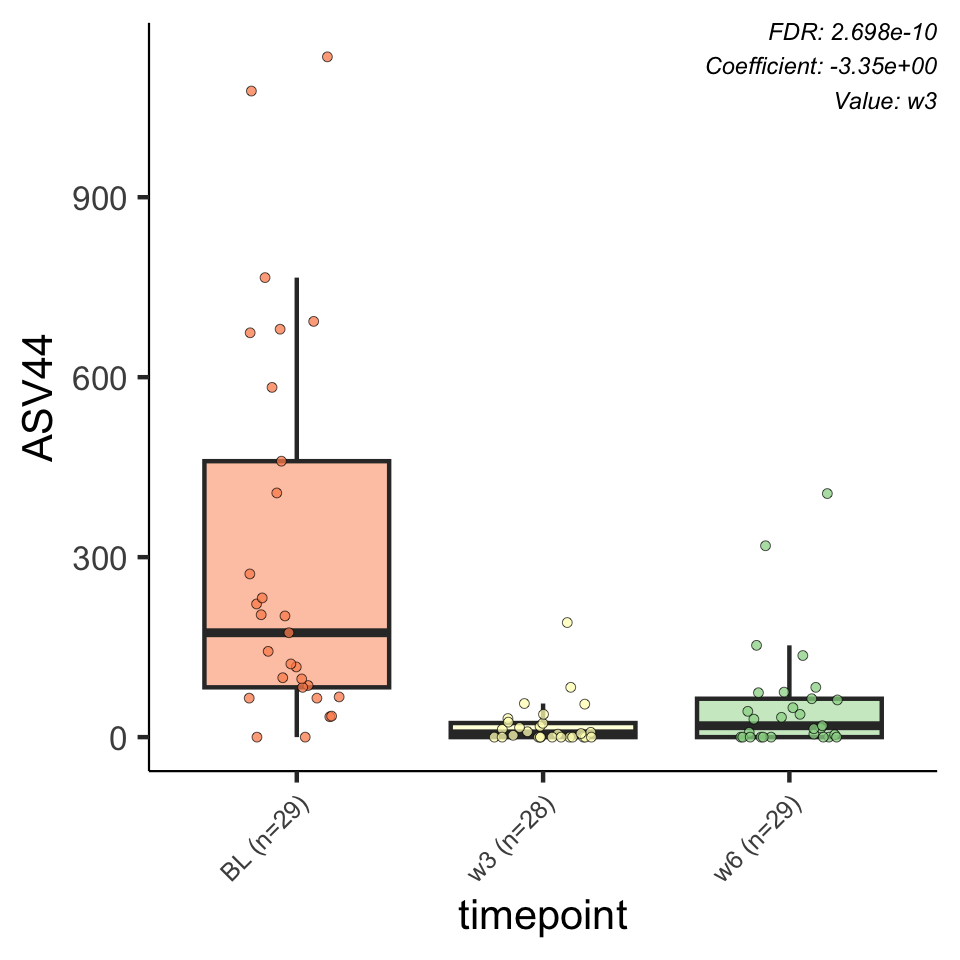 FDR: 2.698e-10
Coefficient: -3.35e+00
Value: w3
ASV44
900
600
300
0
BL (n=29)
w3 (n=28)
w6 (n=29)
timepoint